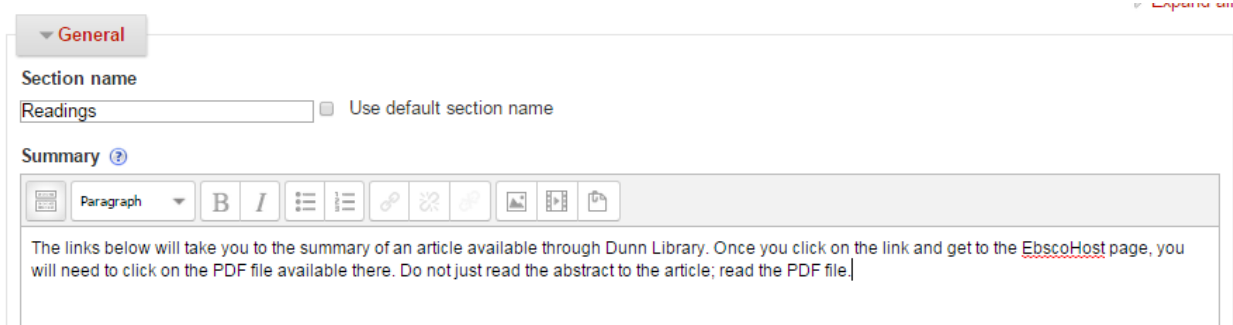 Expand all
General
Section name
Readings
Use default section name
Summary
Paragraph
B I
The links below will take you to the summary of an article available through Dunn Library. Once you click on the link and get to the EbscoHost page, you
will need to click on the PDF file available there. Do not just read the abstract to the article; read the PDF file.